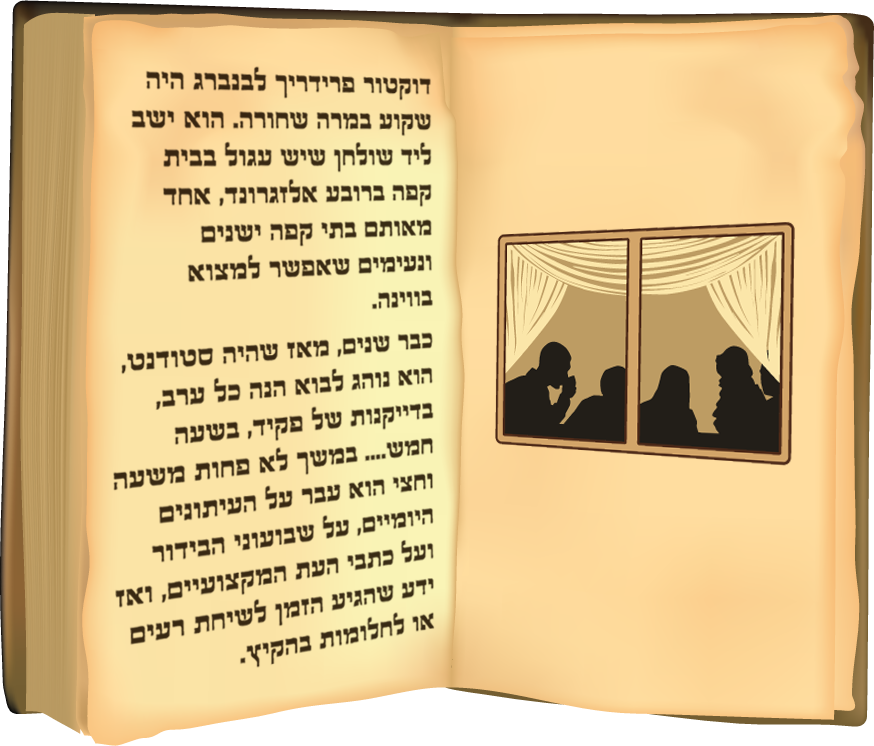 דוקטור פרידריך לבנברג היה
שקוע במרה שחורה. הוא ישב
ליד שולחן שיש עגול בבית
קפה ברובע אלזגרונד, אחד
מאותם בתי קפה ישנים
ונעימים שאפשר למצוא
בווינה.
כבר שנים, מאז שהיה סטודנט,
הוא נוהג לבוא הנה כל ערב,
בדייקנות של פקיד, בשעה
חמש.... במשך לא פחות משעה
וחצי הוא עבר על העיתונים
היומיים, על שבועוני הבידור
ועל כתבי העת המקצועיים, ואז
ידע שהגיע הזמן לשיחת רעים
או לחלומות בהקיץ.